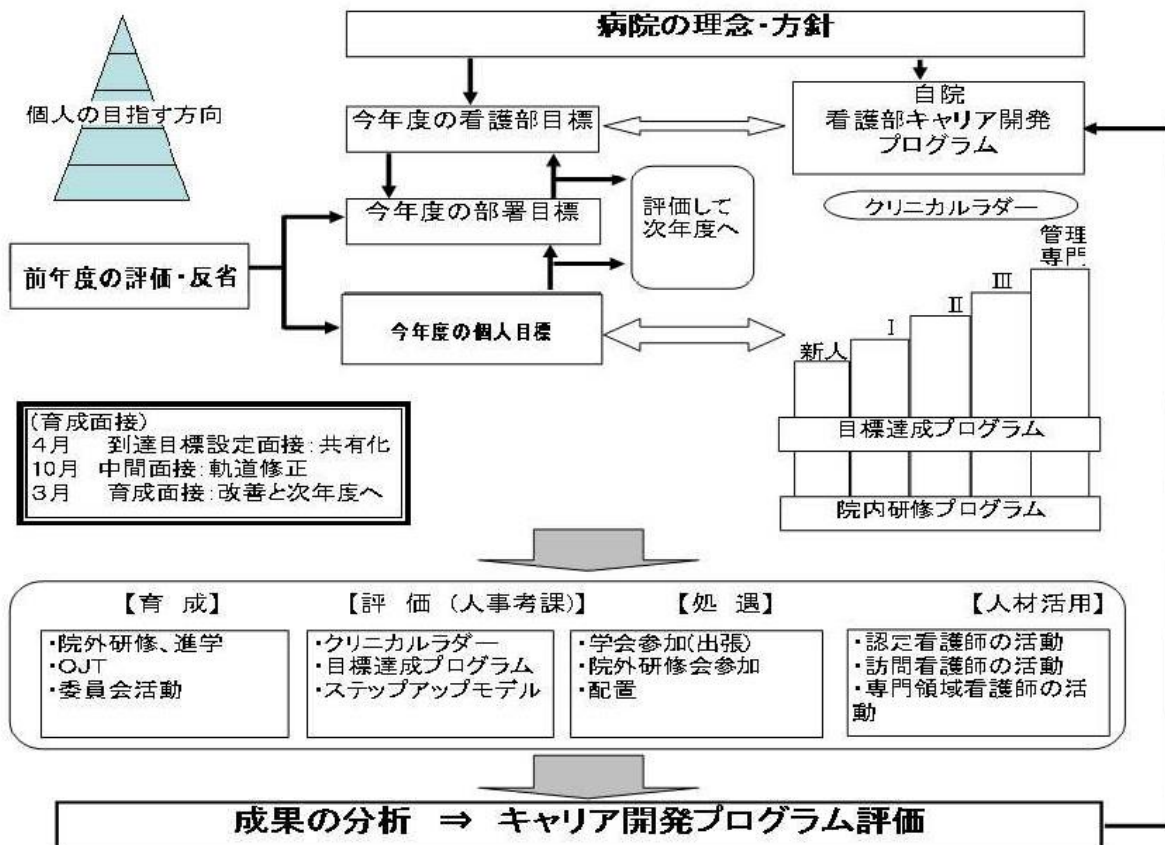 病院の理念・方針
個人の目指す方向
今年度の看護部目標
自院
看護部キャリア開発
プログラム
今年度の部署目標
評価して
次年度へ
クリニカルラダー
前年度の評価・反省
今年度の個人目標
新人
I
II
III
管理
専門
目標達成プログラム
院内研修プログラム
(育成面接)
4月 到達目標設定面接：共有化
10月 中間面接：軌道修正
3月 育成面接：改善と次年度へ
【育 成】
・院外研修、進学
・OJT
・委員会活動
【評 価（人事考課）】
・クリニカルラダー
・目標達成プログラム
・ステップアップモデル
【処 遇】
・学会参加(出張)
・院外研修会参加
・配置
【人材活用】
・認定看護師の活動
・訪問看護師の活動
・専門領域看護師の活
動
成果の分析 ⇒ キャリア開発プログラム評価